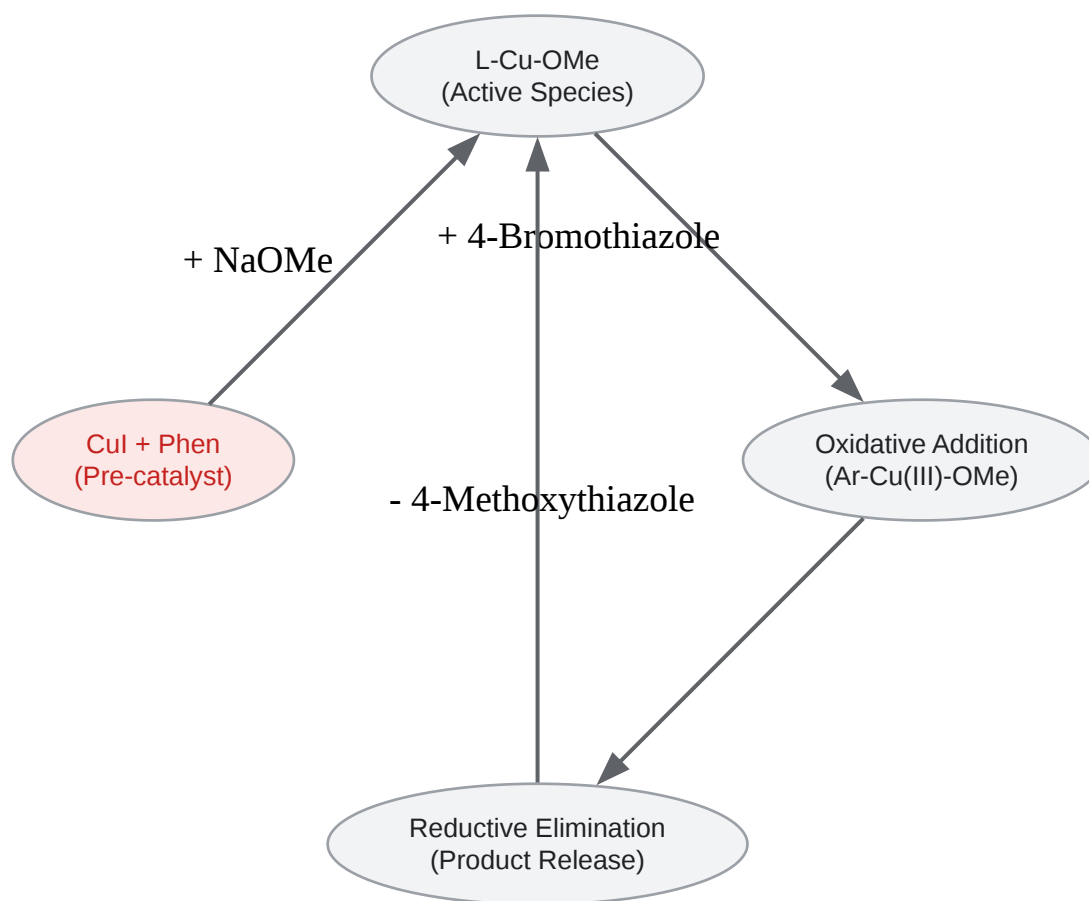 L-Cu-OMe
(Active Species)
+ 4-Bromothiazole
+ NaOMe
CuI + Phen
(Pre-catalyst)
Oxidative Addition
(Ar-Cu(III)-OMe)
- 4-Methoxythiazole
Reductive Elimination
(Product Release)